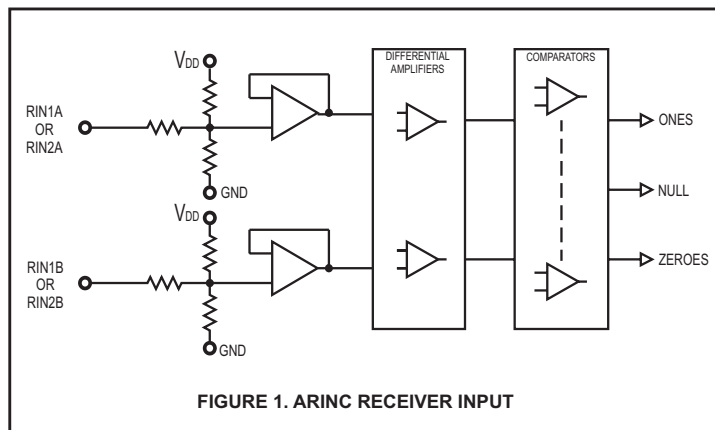 DIFFERENTIAL
AMPLIFIERS
COMPARATORS
VDD
RIN1A
OR
RIN2A
GND
VDD
RIN1B
OR
RIN2B
GND
ONES
NULL
ZEROES
FIGURE 1. ARINC RECEIVER INPUT